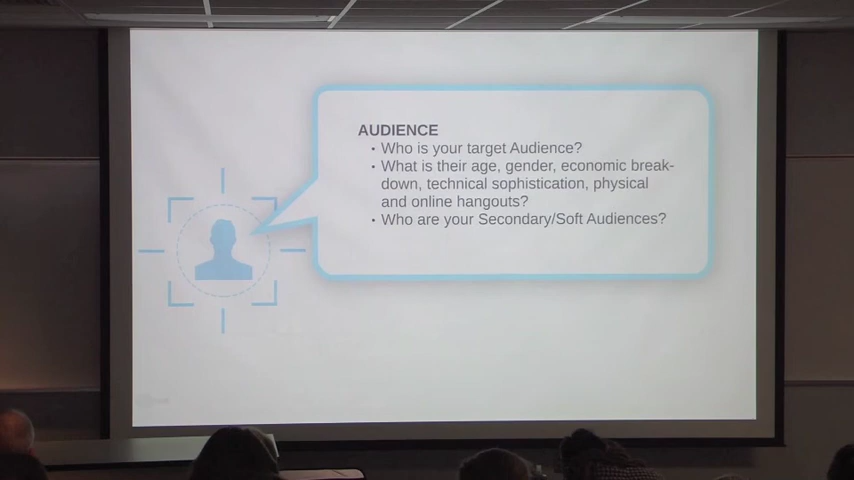 AUDIENCE
• Who is your target Audience?
• What is their age, gender, economic break-
down, technical sophistication, physical
and online hangouts?
• Who are your Secondary/Soft Audiences?